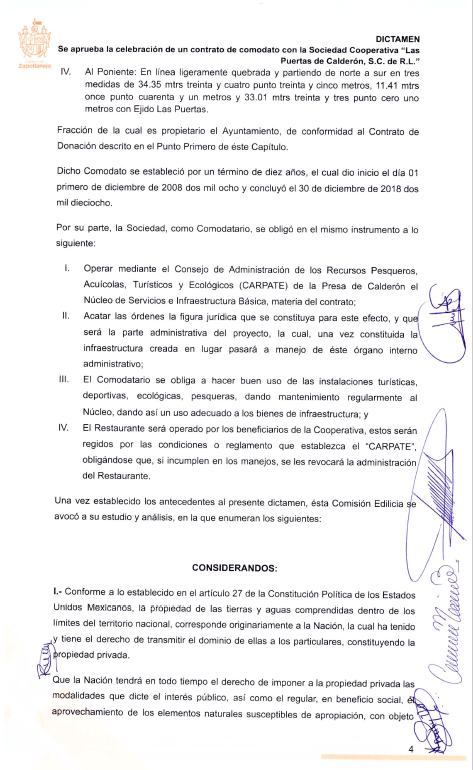 Zapotlanejo
DICTAMEN
Se aprueba la celebración de un contrato de comodato con la Sociedad Cooperativa “Las
Puertas de Calderón, S.C. de R.L.”
IV. Al Poniente: En línea ligeramente quebrada y partiendo de norte a sur en tres
medidas de 34.35 mtrs treinta y cuatro punto treinta y cinco metros, 11.41 mtrs
once punto cuarenta y un metros y 33.01 mtrs treinta y tres punto cero uno
metros con Ejido Las Puertas.
Fracción de la cual es propietario el Ayuntamiento, de conformidad al Contrato de
Donación descrito en el Punto Primero de éste Capítulo.
Dicho Comodato se estableció por un término de diez años, el cual dio inicio el día 01
primero de diciembre de 2008 dos mil ocho y concluyó el 30 de diciembre de 2018 dos
mil dieciocho.
Por su parte, la Sociedad, como Comodatario, se obligó en el mismo instrumento a lo
siguiente:
I. Operar mediante el Consejo de Administración de los Recursos Pesqueros,
Acuícolas, Turísticos y Ecológicos (CARPATE) de la Presa de Calderón el
Núcleo de Servicios e Infraestructura Básica, materia del contrato;
II. Acatar las órdenes la figura jurídica que se constituya para este efecto, y que
será la parte administrativa del proyecto, la cual, una vez constituida la
infraestructura creada en lugar pasará a manejo de éste órgano interno
administrativo;
III. El Comodatario se obliga a hacer buen uso de las instalaciones turísticas,
deportivas, ecológicas, pesqueras, dando mantenimiento regularmente al
Núcleo, dando así un uso adecuado a los bienes de infraestructura; y
IV. El Restaurante será operado por los beneficiarios de la Cooperativa, estos serán
regidos por las condiciones o reglamento que establezca el “CARPATE”,
obligándose que, si incumplen en los manejos, se les revocará la administración
del Restaurante.
Una vez establecido los antecedentes al presente dictamen, ésta Comisión Edilicia se
avocó a su estudio y análisis, en la que enumeran los siguientes:
CONSIDERANDOS:
I.- Conforme a lo establecido en el artículo 27 de la Constitución Política de los Estados
Unidos Mexicanos, la propiedad de las tierras y aguas comprendidas dentro de los
límites del territorio nacional, corresponde originariamente a la Nación, la cual ha tenido
y tiene el derecho de transmitir el dominio de ellas a los particulares, constituyendo la
propiedad privada.
Que la Nación tendrá en todo tiempo el derecho de imponer a la propiedad privada las
modalidades que dicte el interés público, así como el regular, en beneficio social, el
aprovechamiento de los elementos naturales susceptibles de apropiación, con objeto
4